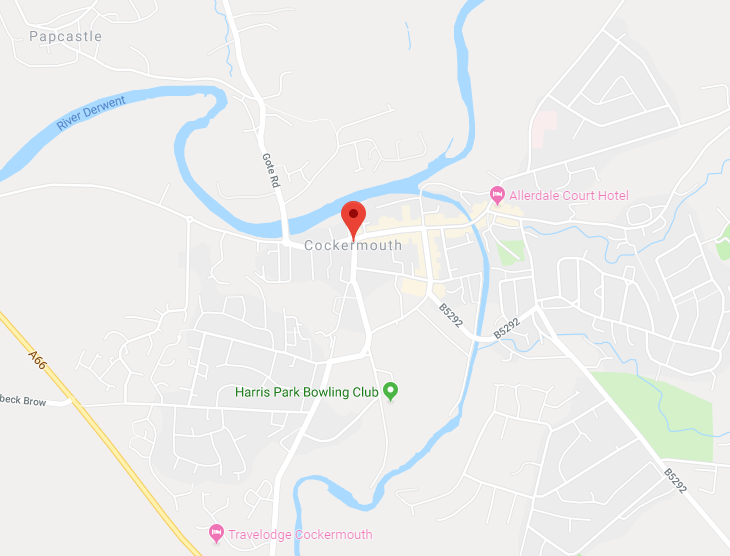 Papcastle
River Derwent
Gote Rd
Allerdale Court Hotel
Cockermouth
B5292
B5292
A66
Harris Park Bowling Club
beck Brow
B5292
Travelodge Cockermouth